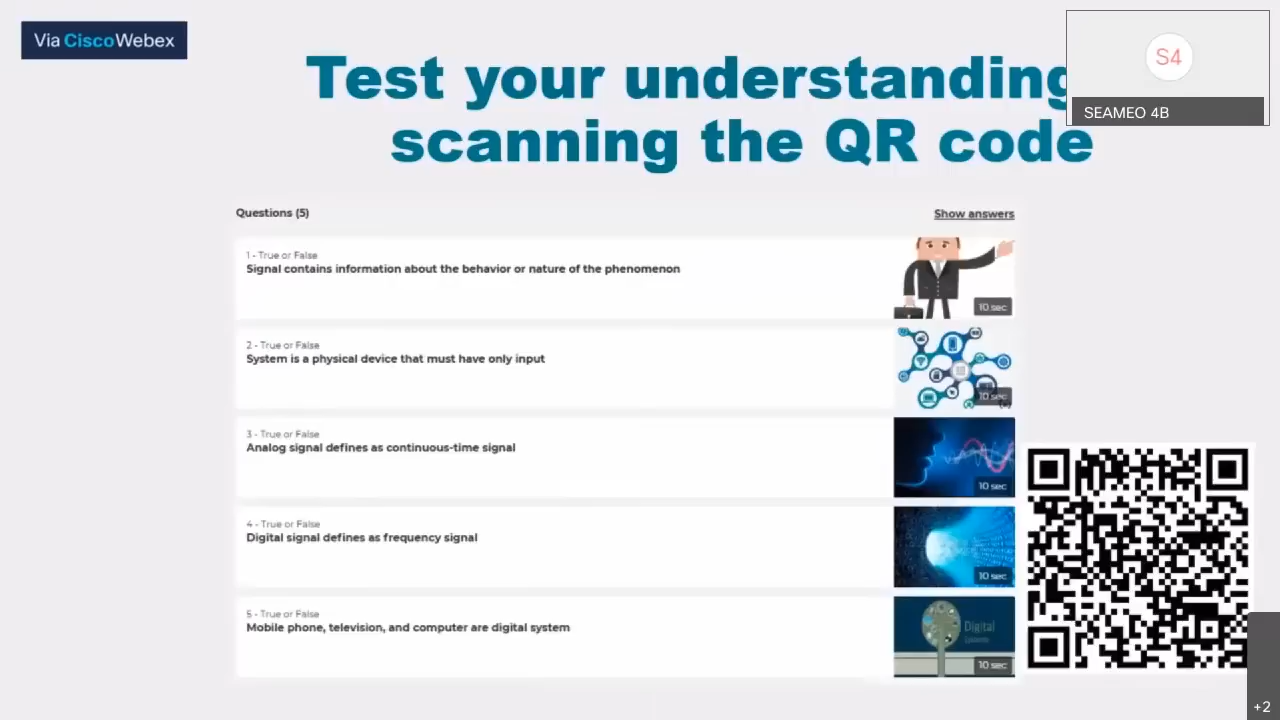 Via CiscoWebex
Test your understanding
scanning the QR code
S4
SEAMEO 4B
Questions (5)
Show answers
1 - True or False
Signal contains information about the behavior or nature of the phenomenon
10 sec
2 - True or False
System is a physical device that must have only input
10 sec
3 - True or False
Analog signal defines as continuous-time signal
10 sec
4 - True or False
Digital signal defines as frequency signal
10 sec
5 - True or False
Mobile phone, television, and computer are digital system
Digital
10 sec
+2